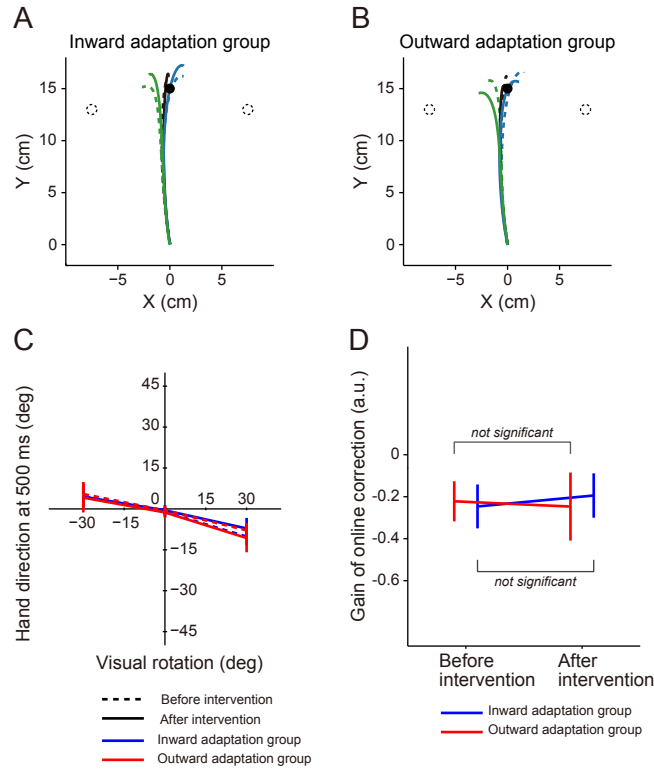 A
Inward adaptation group
15
10
5
0
Y (cm)
−5
0
5
X (cm)
B
Outward adaptation group
15
10
5
0
Y (cm)
−5
0
5
X (cm)
C
Hand direction at 500 ms (deg)
45
30
15
0
−30
−15
15
30
−15
−30
−45
Visual rotation (deg)
Before intervention
After intervention
Inward adaptation group
Outward adaptation group
D
Gain of online correction (a.u.)
0
−0.2
−0.6
not significant
not significant
Before
intervention
After
intervention
Inward adaptation group
Outward adaptation group